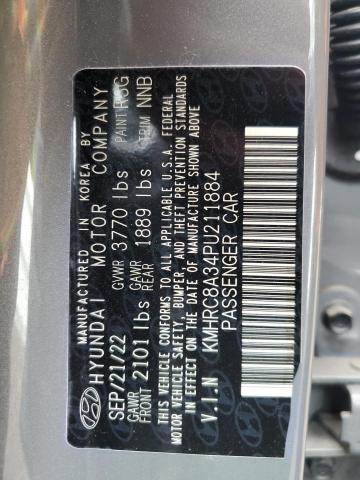 MANUFACTURED IN KOREA BY
HYUNDAI MOTOR COMPANY
SEP/21/22 GVWR 3770 lbs PAINT R5G
GAWR FRONT 2101 lbs GAWR REAR 1889 lbs TRIM NNB
THIS VEHICLE CONFORMS TO ALL APPLICABLE U.S.A. FEDERAL
MOTOR VEHICLE SAFETY, BUMPER, AND THEFT PREVENTION STANDARDS
IN EFFECT ON THE DATE OF MANUFACTURE SHOWN ABOVE
V.I.N KMHRC8A34PU211884
PASSENGER CAR